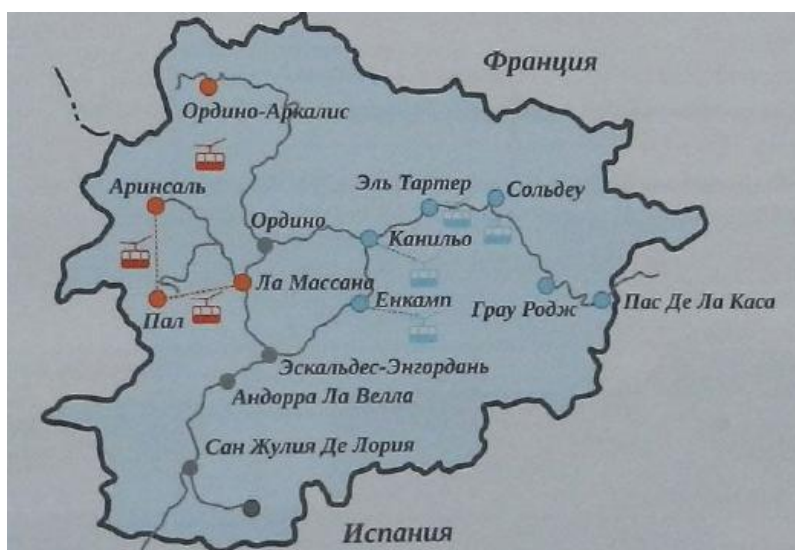 Франция
Ордино-Аркалис
Аринсаль
Эль Тартер
Сольдеу
Ордино
Канильо
Ла Массана
Енкамп
Пал
Грау Родж
Пас Де Ла Каса
Эскальдес-Энгордань
Андорра Ла Велла
Сан Жулия Де Лория
Испания